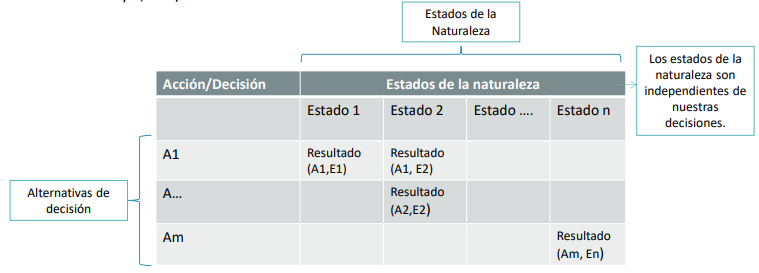 Estados de la
Naturaleza
Acción/Decisión Estados de la naturaleza
Los estados de la
naturaleza son
independientes de
nuestras
decisiones.
Estado 1 Estado 2 Estado .... Estado n
Alternativas de
decisión
A1 Resultado Resultado
(A1,E1) (A1, E2)
A... Resultado
(A2,E2)
Am Resultado
(Am, En)